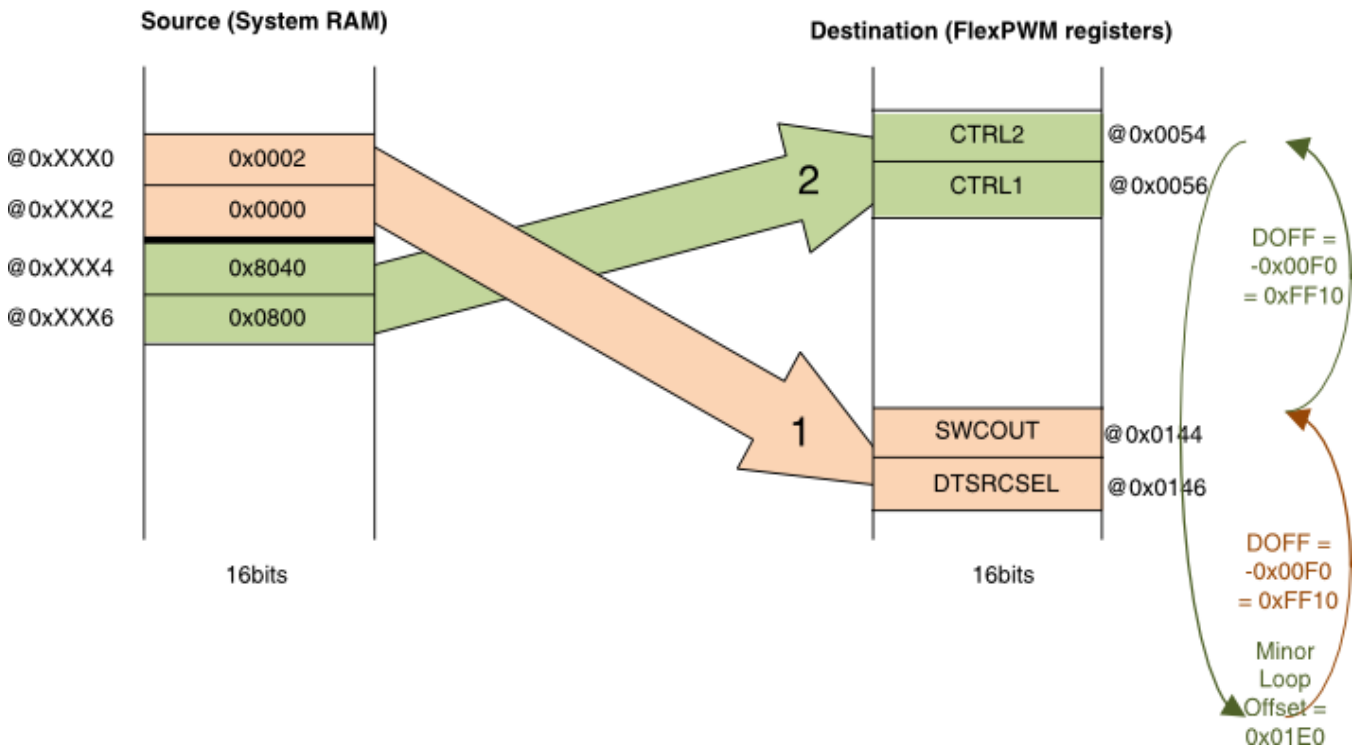 Source (System RAM)
Destination (FlexPWM registers)
@0xXXX0
0x0002
@0xXXX2
0x0000
@0xXXX4
0x8040
@0xXXX6
0x0800
16bits
2
1
CTRL2
@0x0054
CTRL1
@0x0056
SWCOUT
@0x0144
DTSRCSEL
@0x0146
16bits
DOFF =
-0x00F0
= 0xFF10
DOFF =
-0x00F0
= 0xFF10
Minor
Loop
Offset =
0x01E0